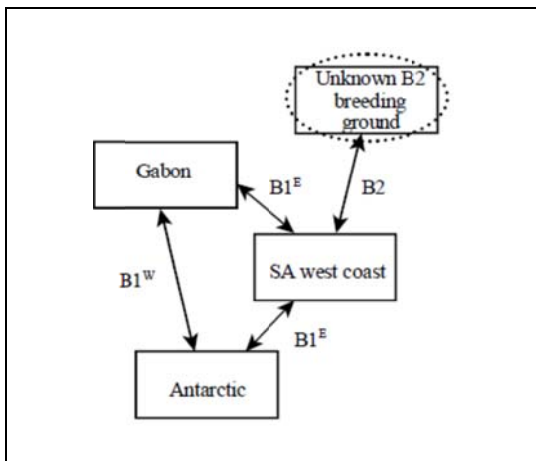 Unknown B2
breeding
ground
Gabon
B1ᴱ
B2
SA west coast
B1ᵂ
B1ᴱ
Antarctic